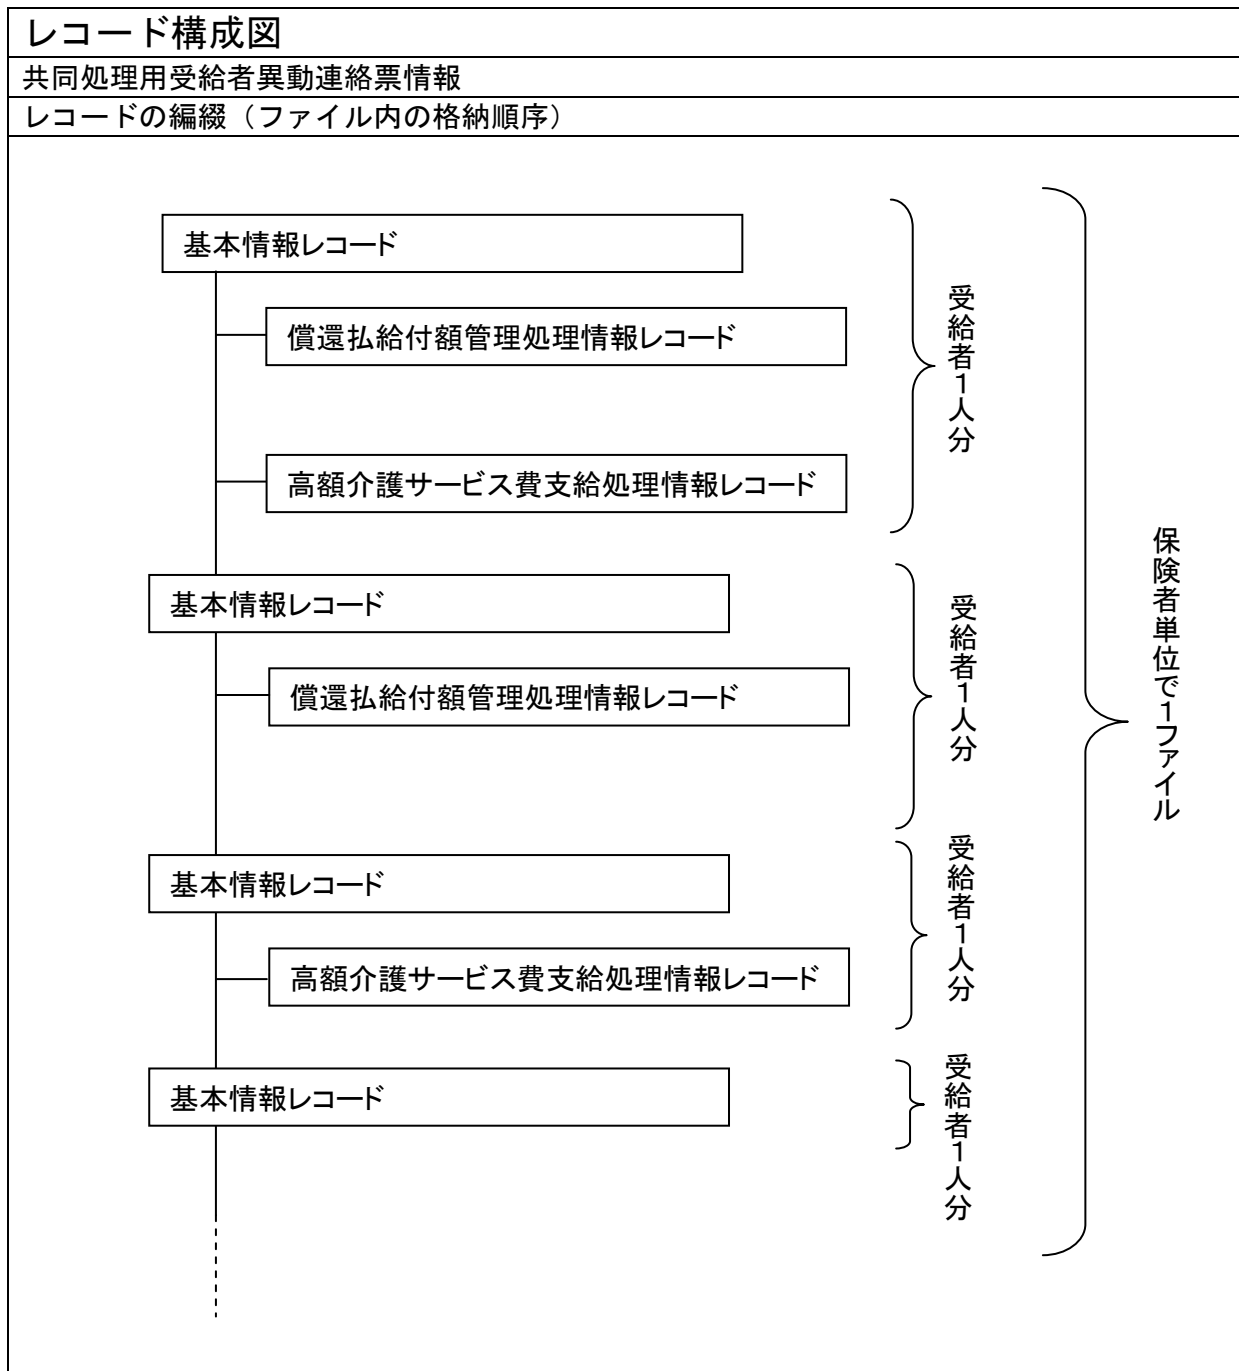 レコード構成図
共同処理用受給者異動連絡票情報
レコードの編綴（ファイル内の格納順序）
基本情報レコード
償還払給付額管理処理情報レコード
高額介護サービス費支給処理情報レコード
受給者１人分
基本情報レコード
償還払給付額管理処理情報レコード
受給者１人分
基本情報レコード
高額介護サービス費支給処理情報レコード
受給者１人分
基本情報レコード
受給者１人分
保険者単位で１ファイル